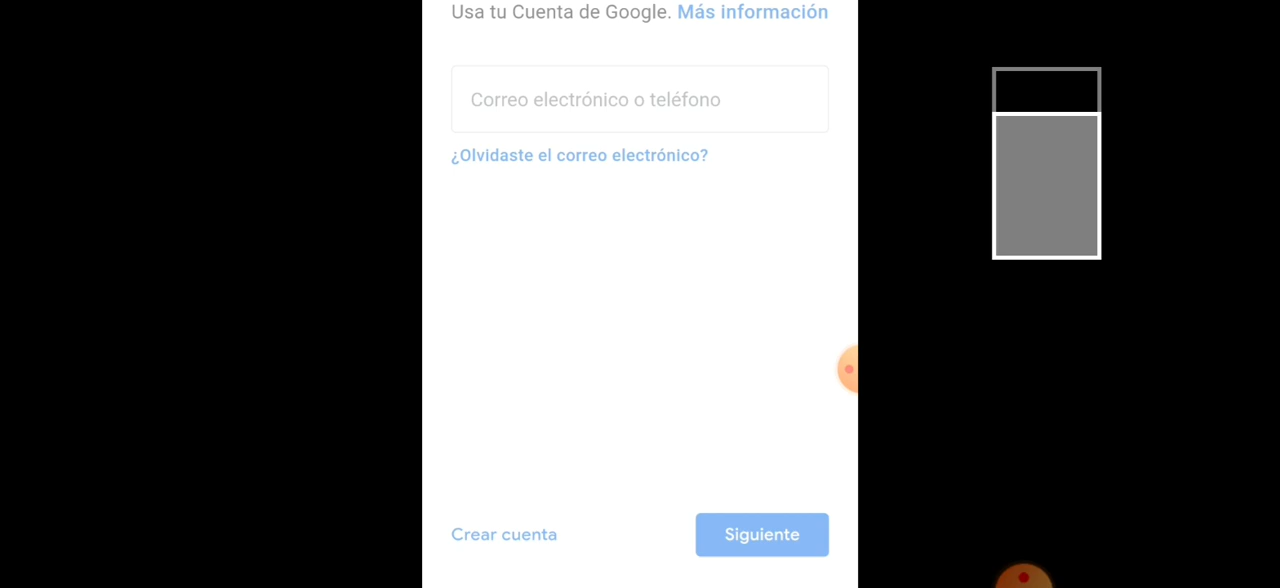 Usa tu Cuenta de Google. Más información
Correo electrónico o teléfono
¿Olvidaste el correo electrónico?
Crear cuenta
Siguiente